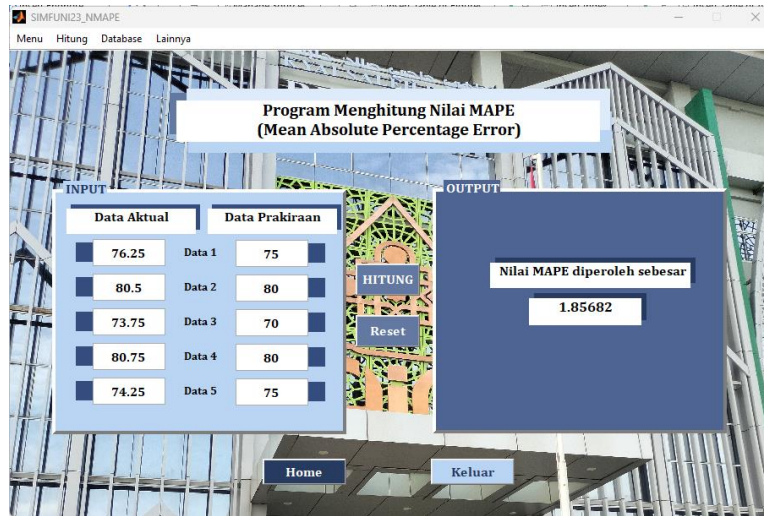 SIMFUNI23_NMAPE
Menu Hitung Database Lainnya
Program Menghitung Nilai MAPE
(Mean Absolute Percentage Error)
INPUT
Data Aktual Data Prakiraan
76.25 Data 1 75
80.5 Data 2 80
73.75 Data 3 70
80.75 Data 4 80
74.25 Data 5 75
HITUNG
Reset
OUTPUT
Nilai MAPE diperoleh sebesar
1.85682
Home Keluar